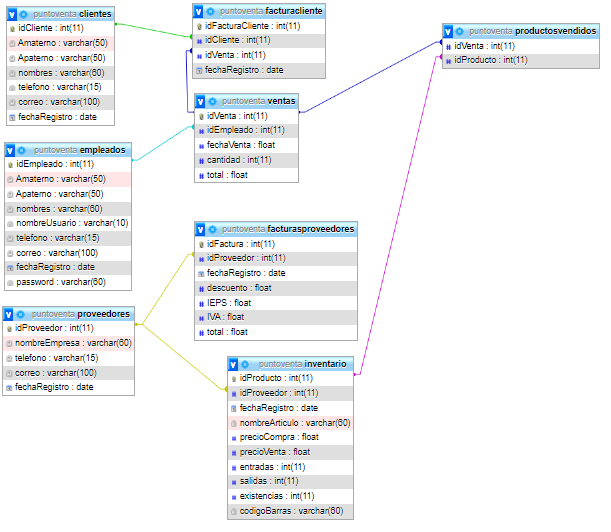 puntoventa clientes
idCliente : int(11)
Amaterno : varchar(50)
Apaterno : varchar(50)
nombres : varchar(60)
telefono : varchar(15)
correo : varchar(100)
fechaRegistro : date
puntoventa facturacliente
idFacturaCliente : int(11)
idCliente : int(11)
idVenta : int(11)
fechaRegistro : date
puntoventa productosvendidos
idVenta : int(11)
idProducto : int(11)
puntoventa ventas
idVenta : int(11)
idEmpleado : int(11)
fechaVenta : float
cantidad : int(11)
total : float
puntoventa empleados
idEmpleado : int(11)
Amaterno : varchar(50)
Apaterno : varchar(50)
nombres : varchar(60)
nombreUsuario : varchar(10)
telefono : varchar(15)
correo : varchar(100)
fechaRegistro : date
password : varchar(60)
puntoventa facturasproveedores
idFactura : int(11)
idProveedor : int(11)
fechaRegistro : date
descuento : float
IEPS : float
IVA : float
total : float
puntoventa proveedores
idProveedor : int(11)
nombreEmpresa : varchar(60)
telefono : varchar(15)
correo : varchar(100)
fechaRegistro : date
puntoventa inventario
idProducto : int(11)
idProveedor : int(11)
fechaRegistro : date
nombreArticulo : varchar(60)
precioCompra : float
precioVenta : float
entradas : int(11)
salidas : int(11)
existencias : int(11)
codigoBarras : varchar(60)